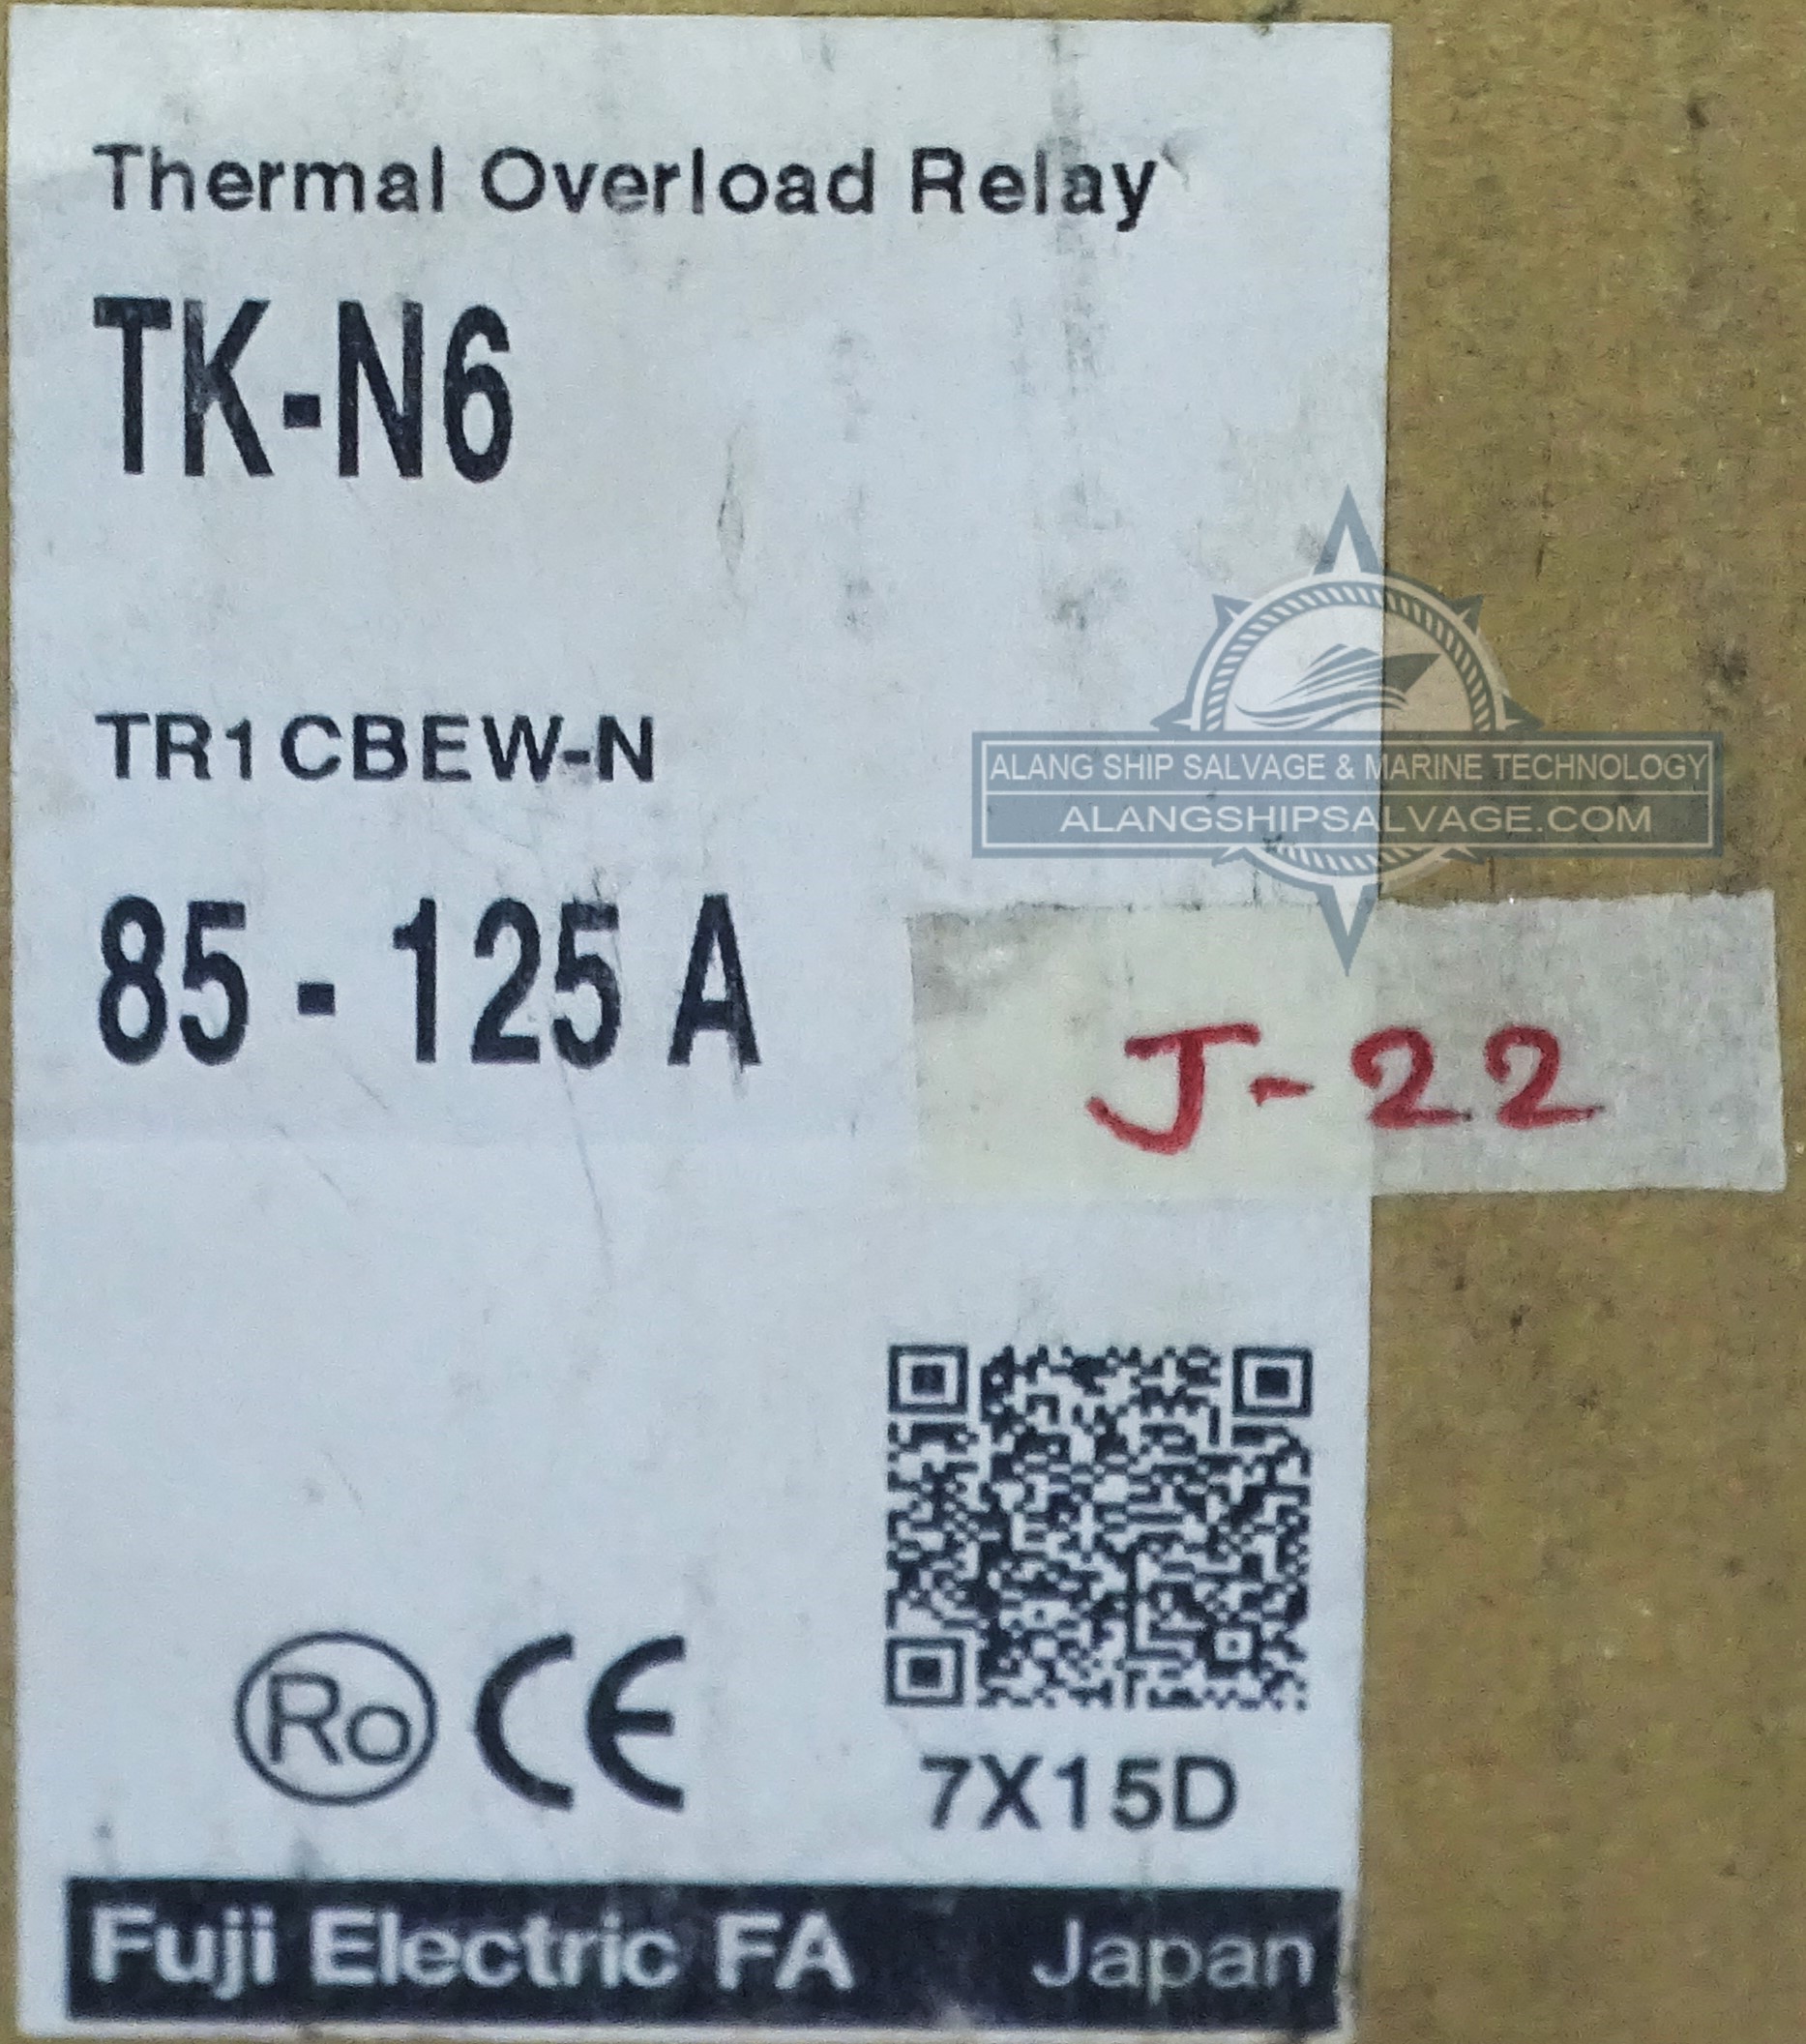 Thermal Overload Relay
TK-N6
TR1CBEW-N
ALANG SHIP SALVAGE & MARINE TECHNOLOGY
ALANGSHIPSALVAGE.COM
85 - 125 A
J-22
Ro CE
7X15D
Fuji Electric FA Japan